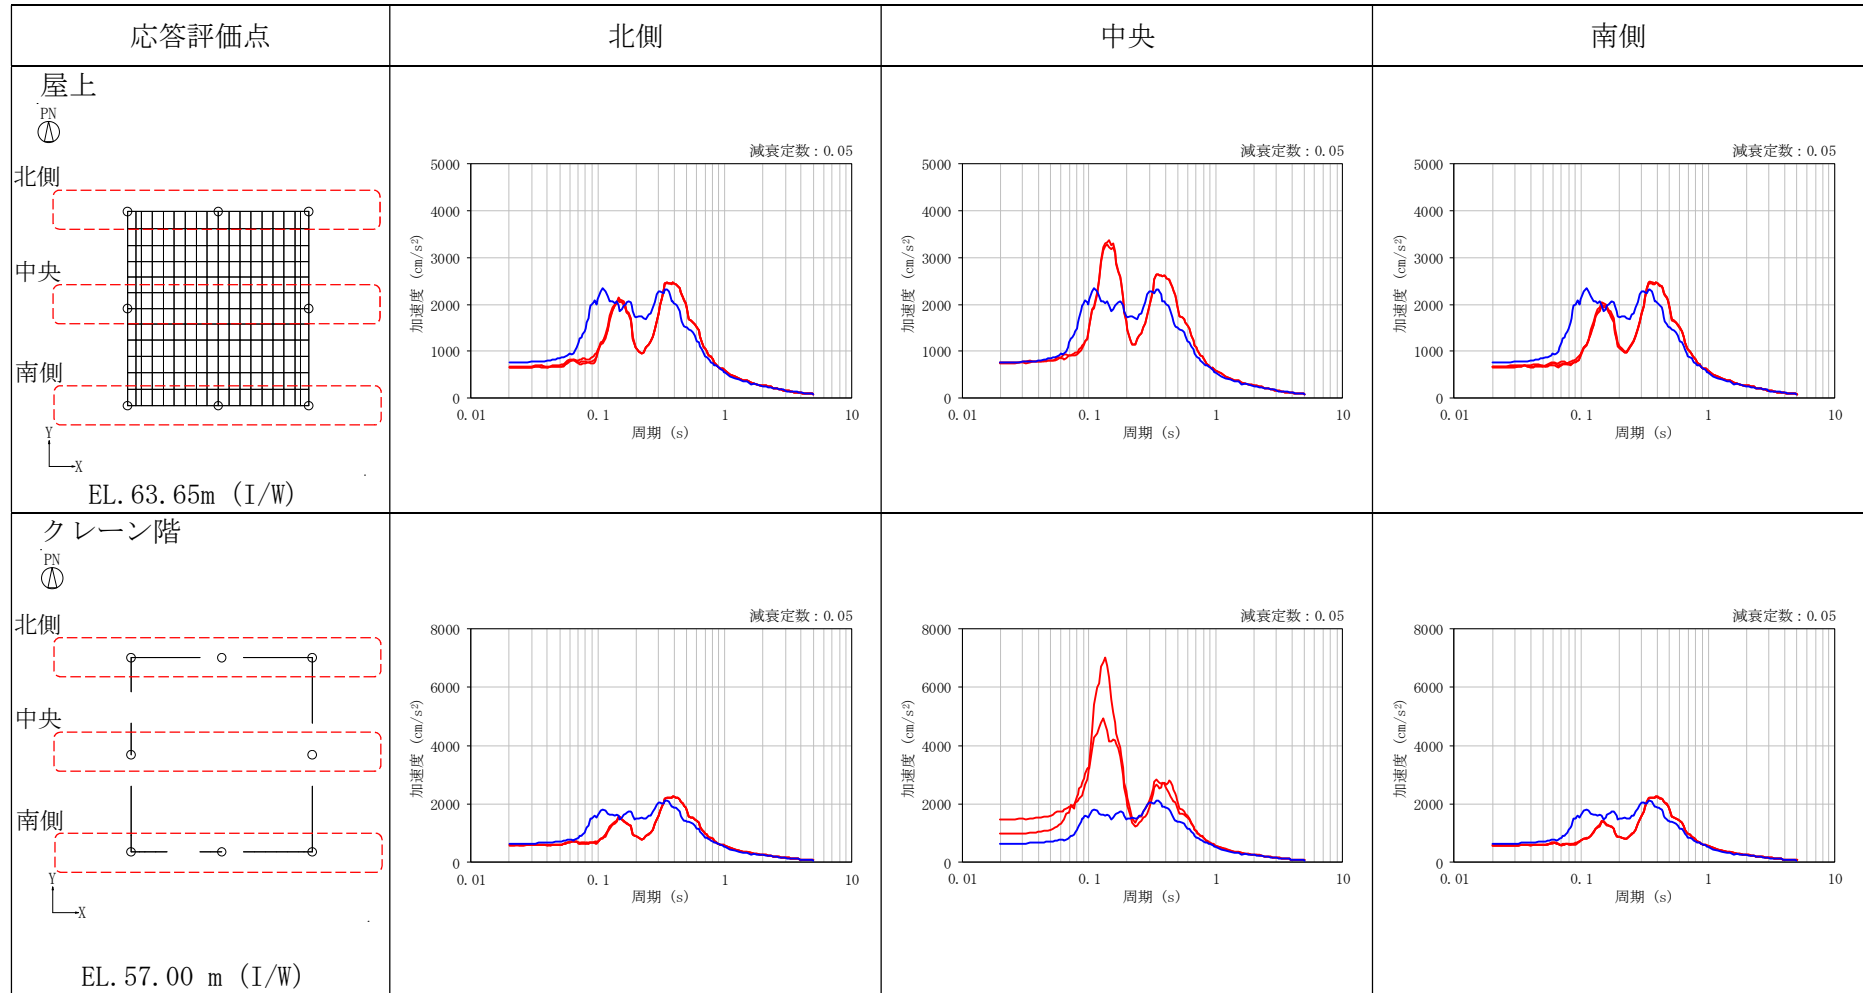 応答評価点
北側
中央
南側
屋上
PN
北側
中央
南側
Y
X
EL.63.65m (I/W)
減衰定数:0.05
5000
4000
3000
2000
1000
0
加速度 (cm/s²)
0.01
0.1
1
10
周期 (s)
減衰定数:0.05
5000
4000
3000
2000
1000
0
加速度 (cm/s²)
0.01
0.1
1
10
周期 (s)
減衰定数:0.05
5000
4000
3000
2000
1000
0
加速度 (cm/s²)
0.01
0.1
1
10
周期 (s)
クレーン階
PN
北側
中央
南側
Y
X
EL.57.00 m (I/W)
減衰定数:0.05
8000
6000
4000
2000
0
加速度 (cm/s²)
0.01
0.1
1
10
周期 (s)
減衰定数:0.05
8000
6000
4000
2000
0
加速度 (cm/s²)
0.01
0.1
1
10
周期 (s)
減衰定数:0.05
8000
6000
4000
2000
0
加速度 (cm/s²)
0.01
0.1
1
10
周期 (s)